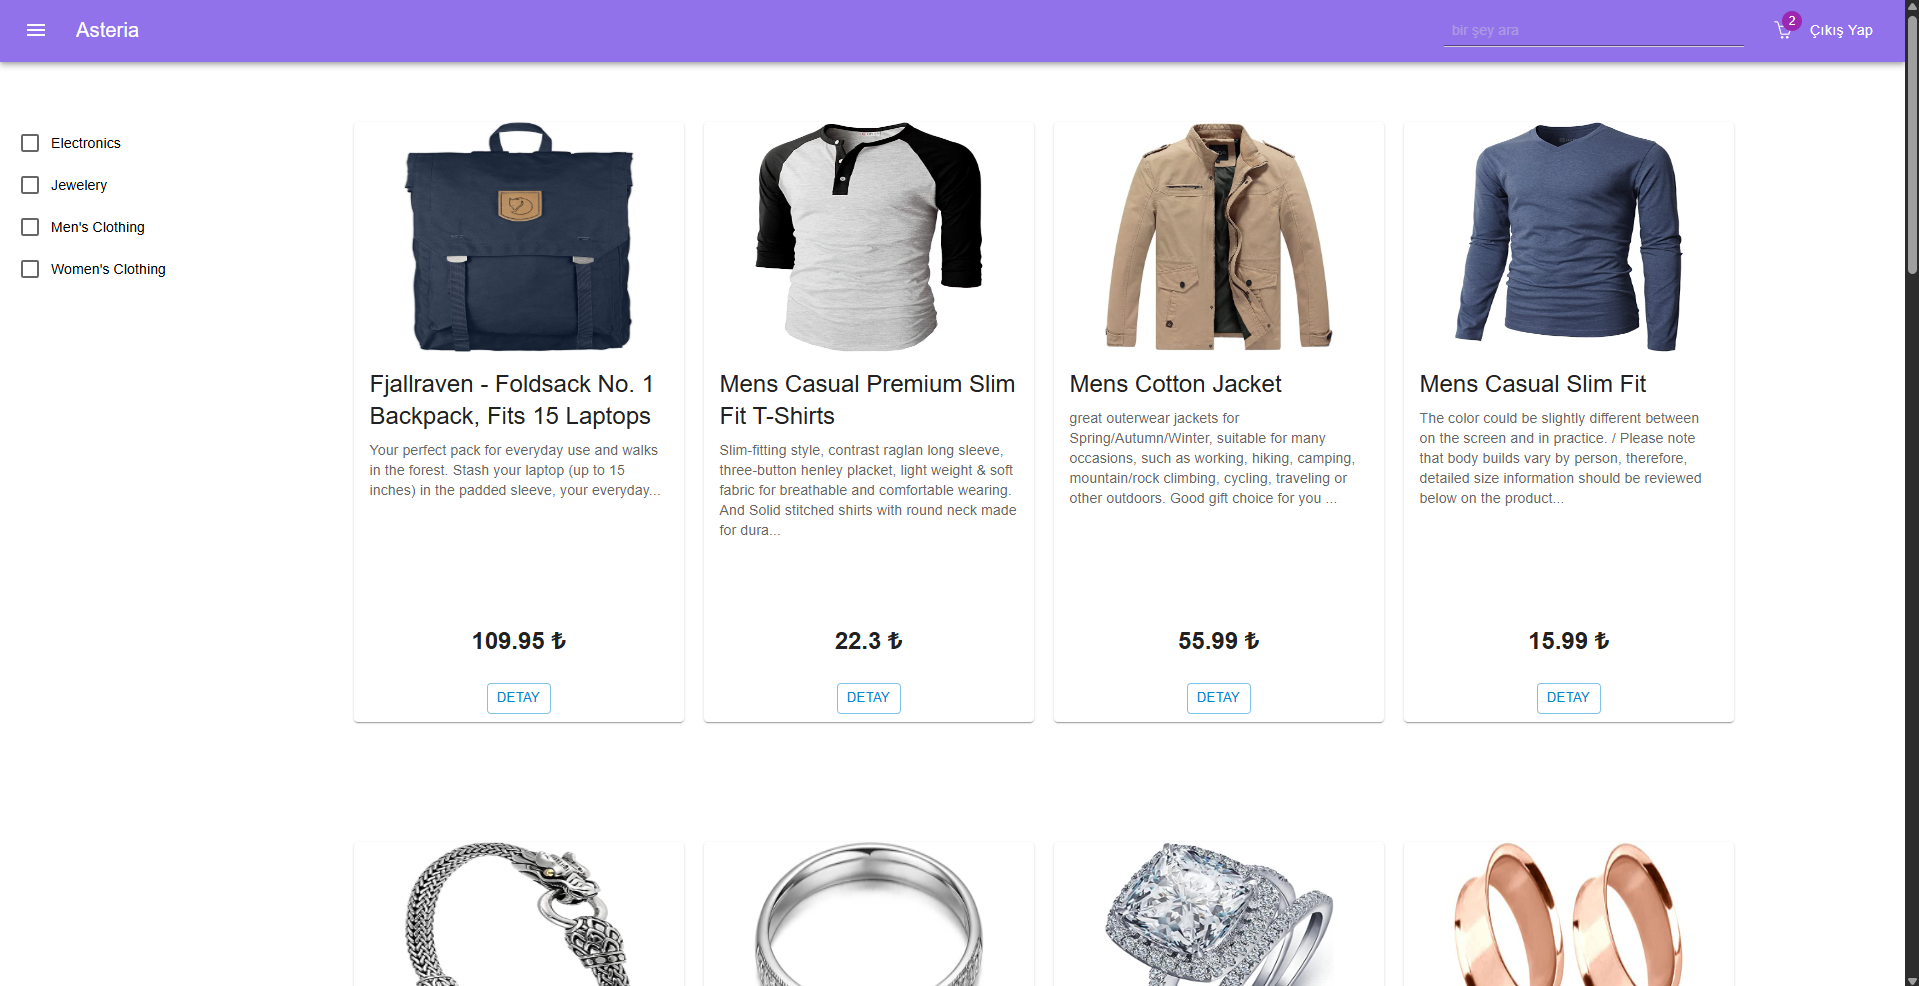 Asteria
bir şey ara
2
Çıkış Yap
Electronics
Jewelery
Men's Clothing
Women's Clothing
Fjallraven - Foldsack No. 1
Backpack, Fits 15 Laptops
Your perfect pack for everyday use and walks
in the forest. Stash your laptop (up to 15
inches) in the padded sleeve, your everyday...
109.95 ₺
DETAY
Mens Casual Premium Slim
Fit T-Shirts
Slim-fitting style, contrast raglan long sleeve,
three-button henley placket, light weight & soft
fabric for breathable and comfortable wearing.
And Solid stitched shirts with round neck made
for dura...
22.3 ₺
DETAY
Mens Cotton Jacket
great outerwear jackets for
Spring/Autumn/Winter, suitable for many
occasions, such as working, hiking, camping,
mountain/rock climbing, cycling, traveling or
other outdoors. Good gift choice for you ...
55.99 ₺
DETAY
Mens Casual Slim Fit
The color could be slightly different between
on the screen and in practice. / Please note
that body builds vary by person, therefore,
detailed size information should be reviewed
below on the product...
15.99 ₺
DETAY